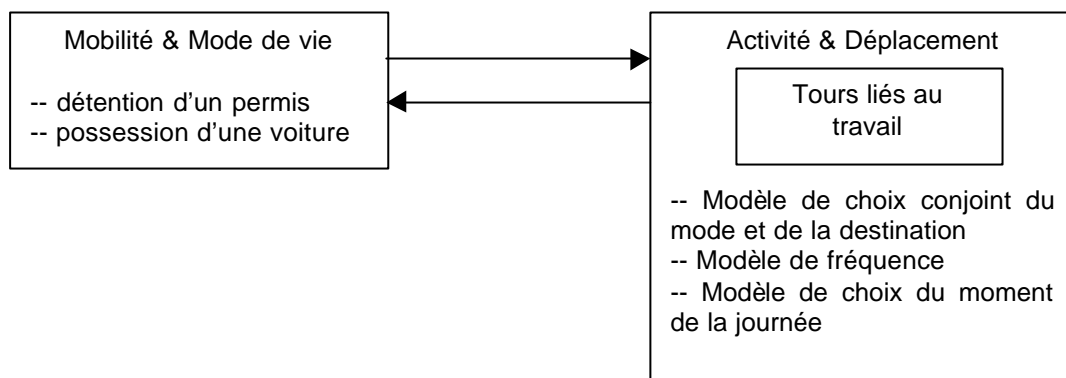 Mobilité & Mode de vie
-- détention d’un permis
-- possession d’une voiture
Activité & Déplacement
Tours liés au
travail
-- Modèle de choix conjoint du
mode et de la destination
-- Modèle de fréquence
-- Modèle de choix du moment
de la journée